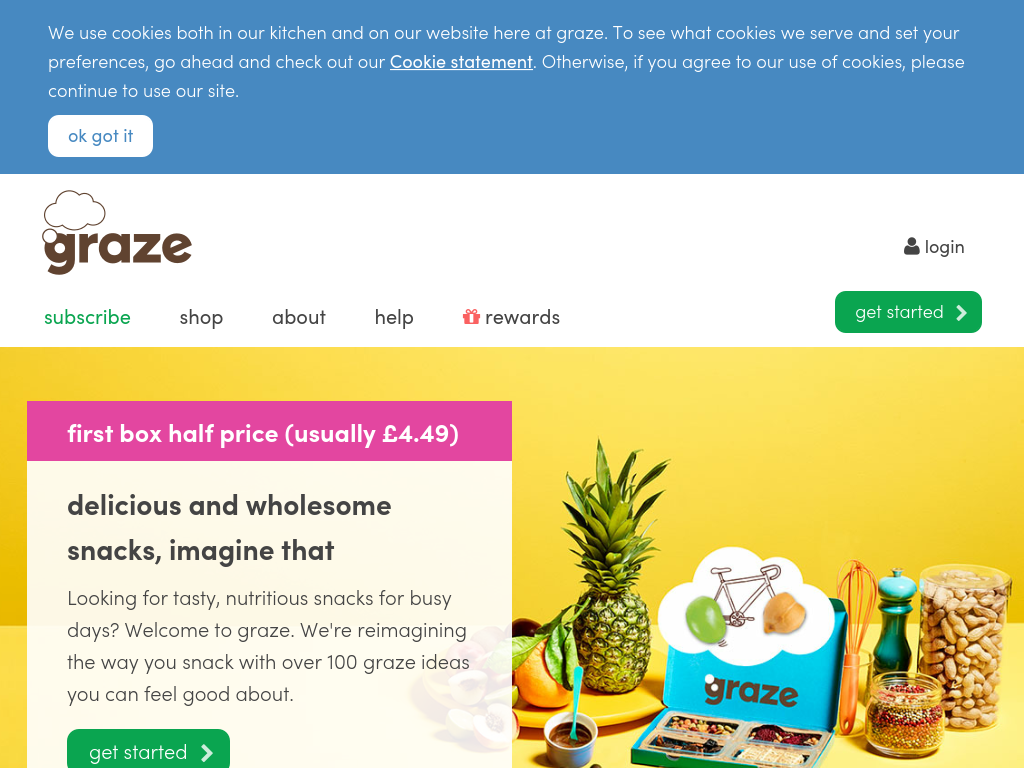 We use cookies both in our kitchen and on our website here at graze. To see what cookies we serve and set your
preferences, go ahead and check out our Cookie statement. Otherwise, if you agree to our use of cookies, please
continue to use our site.
ok got it
graze
login
subscribe
shop
about
help
rewards
get started
first box half price (usually £4.49)
delicious and wholesome
snacks, imagine that
Looking for tasty, nutritious snacks for busy
days? Welcome to graze. We're reimagining
the way you snack with over 100 graze ideas
you can feel good about.
get started
graze